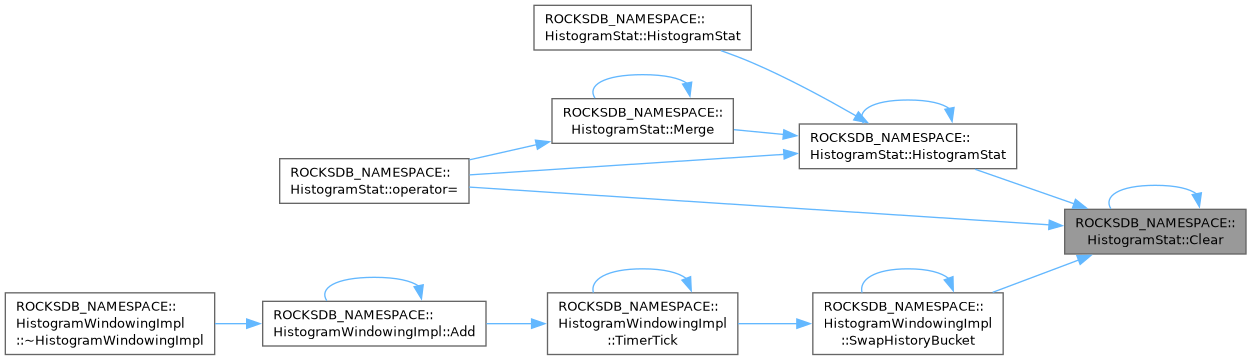 ROCKSDB_NAMESPACE::
HistogramStat::HistogramStat
ROCKSDB_NAMESPACE::
HistogramStat::Merge
ROCKSDB_NAMESPACE::
HistogramStat::HistogramStat
ROCKSDB_NAMESPACE::
HistogramStat::operator=
ROCKSDB_NAMESPACE::
HistogramStat::Clear
ROCKSDB_NAMESPACE::
HistogramWindowingImpl
::~HistogramWindowingImpl
ROCKSDB_NAMESPACE::
HistogramWindowingImpl::Add
ROCKSDB_NAMESPACE::
HistogramWindowingImpl
::TimerTick
ROCKSDB_NAMESPACE::
HistogramWindowingImpl
::SwapHistoryBucket